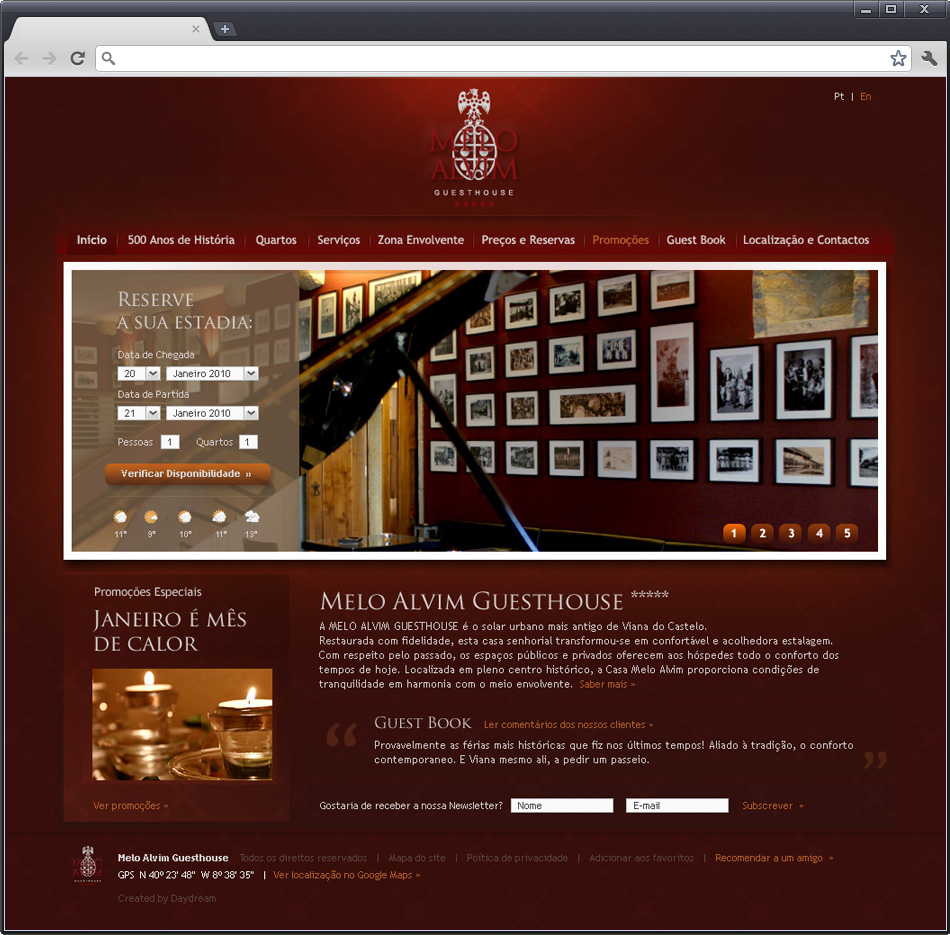 Pt | En
MELO
ALVIM
GUESTHOUSE
★★★★★
Início 500 Anos de História Quartos Serviços Zona Envolvente Preços e Reservas Promoções Guest Book Localização e Contactos
RESERVE
A SUA ESTADIA:
Data de Chegada
20 Janeiro 2010
Data de Partida
21 Janeiro 2010
Pessoas 1 Quartos 1
Verificar Disponibilidade »
11° 9° 10° 11° 13°
1 2 3 4 5
Promoções Especiais
JANEIRO É MÊS
DE CALOR
Ver promoções »
MELO ALVIM GUESTHOUSE *****
A MELO ALVIM GUESTHOUSE é o solar urbano mais antigo de Viana do Castelo.
Restaurada com fidelidade, esta casa senhorial transformou-se em confortável e acolhedora estalagem.
Com respeito pelo passado, os espaços públicos e privados oferecem aos hóspedes todo o conforto dos
tempos de hoje. Localizada em pleno centro histórico, a Casa Melo Alvim proporciona condições de
tranquilidade em harmonia com o meio envolvente. Saber mais »
GUEST BOOK Ler comentários dos nossos clientes »
“ Provavelmente as férias mais históricas que fiz nos últimos tempos! Aliado à tradição, o conforto
contemporaneo. E Viana mesmo ali, a pedir um passeio. ”
Gostaria de receber a nossa Newsletter? Nome E-mail Subscrever »
Melo Alvim Guesthouse Todos os direitos reservados | Mapa do site | Poítica de privacidade | Adicionar aos favoritos | Recomendar a um amigo »
GPS N 40º 23' 48" W 8º 38' 35" | Ver localização no Google Maps »
Created by Daydream